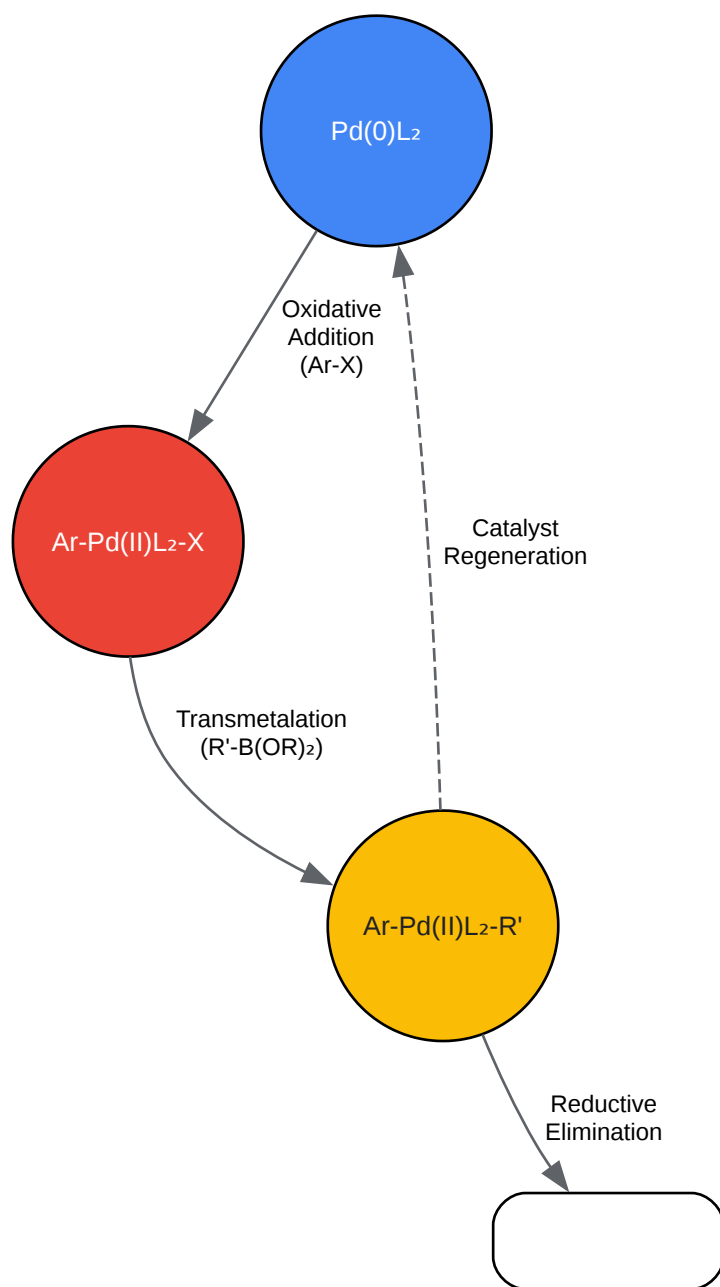 Pd(0)L₂
Oxidative
Addition
(Ar-X)
Ar-Pd(II)L₂-X
Catalyst
Regeneration
Transmetalation
(R'-B(OR)₂)
Ar-Pd(II)L₂-R'
Reductive
Elimination